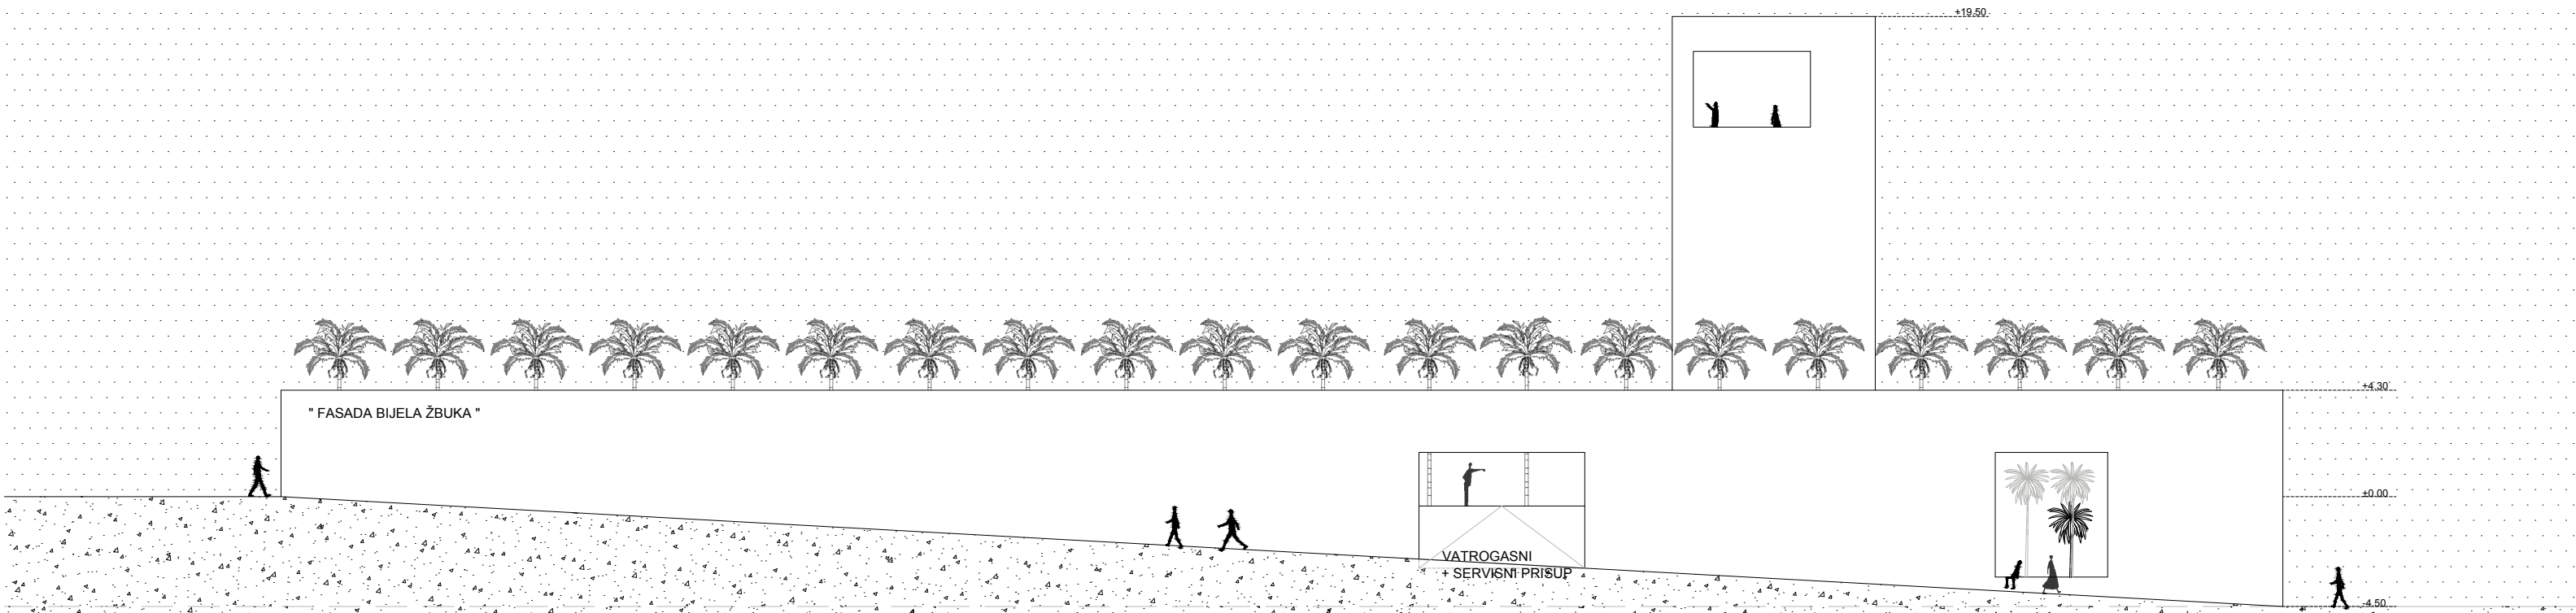 +19.50
+4.30
" FASADA BIJELA ŽBUKA "
+0.00
VATROGASNI
+ SERVISNI PRISUP
-4.50